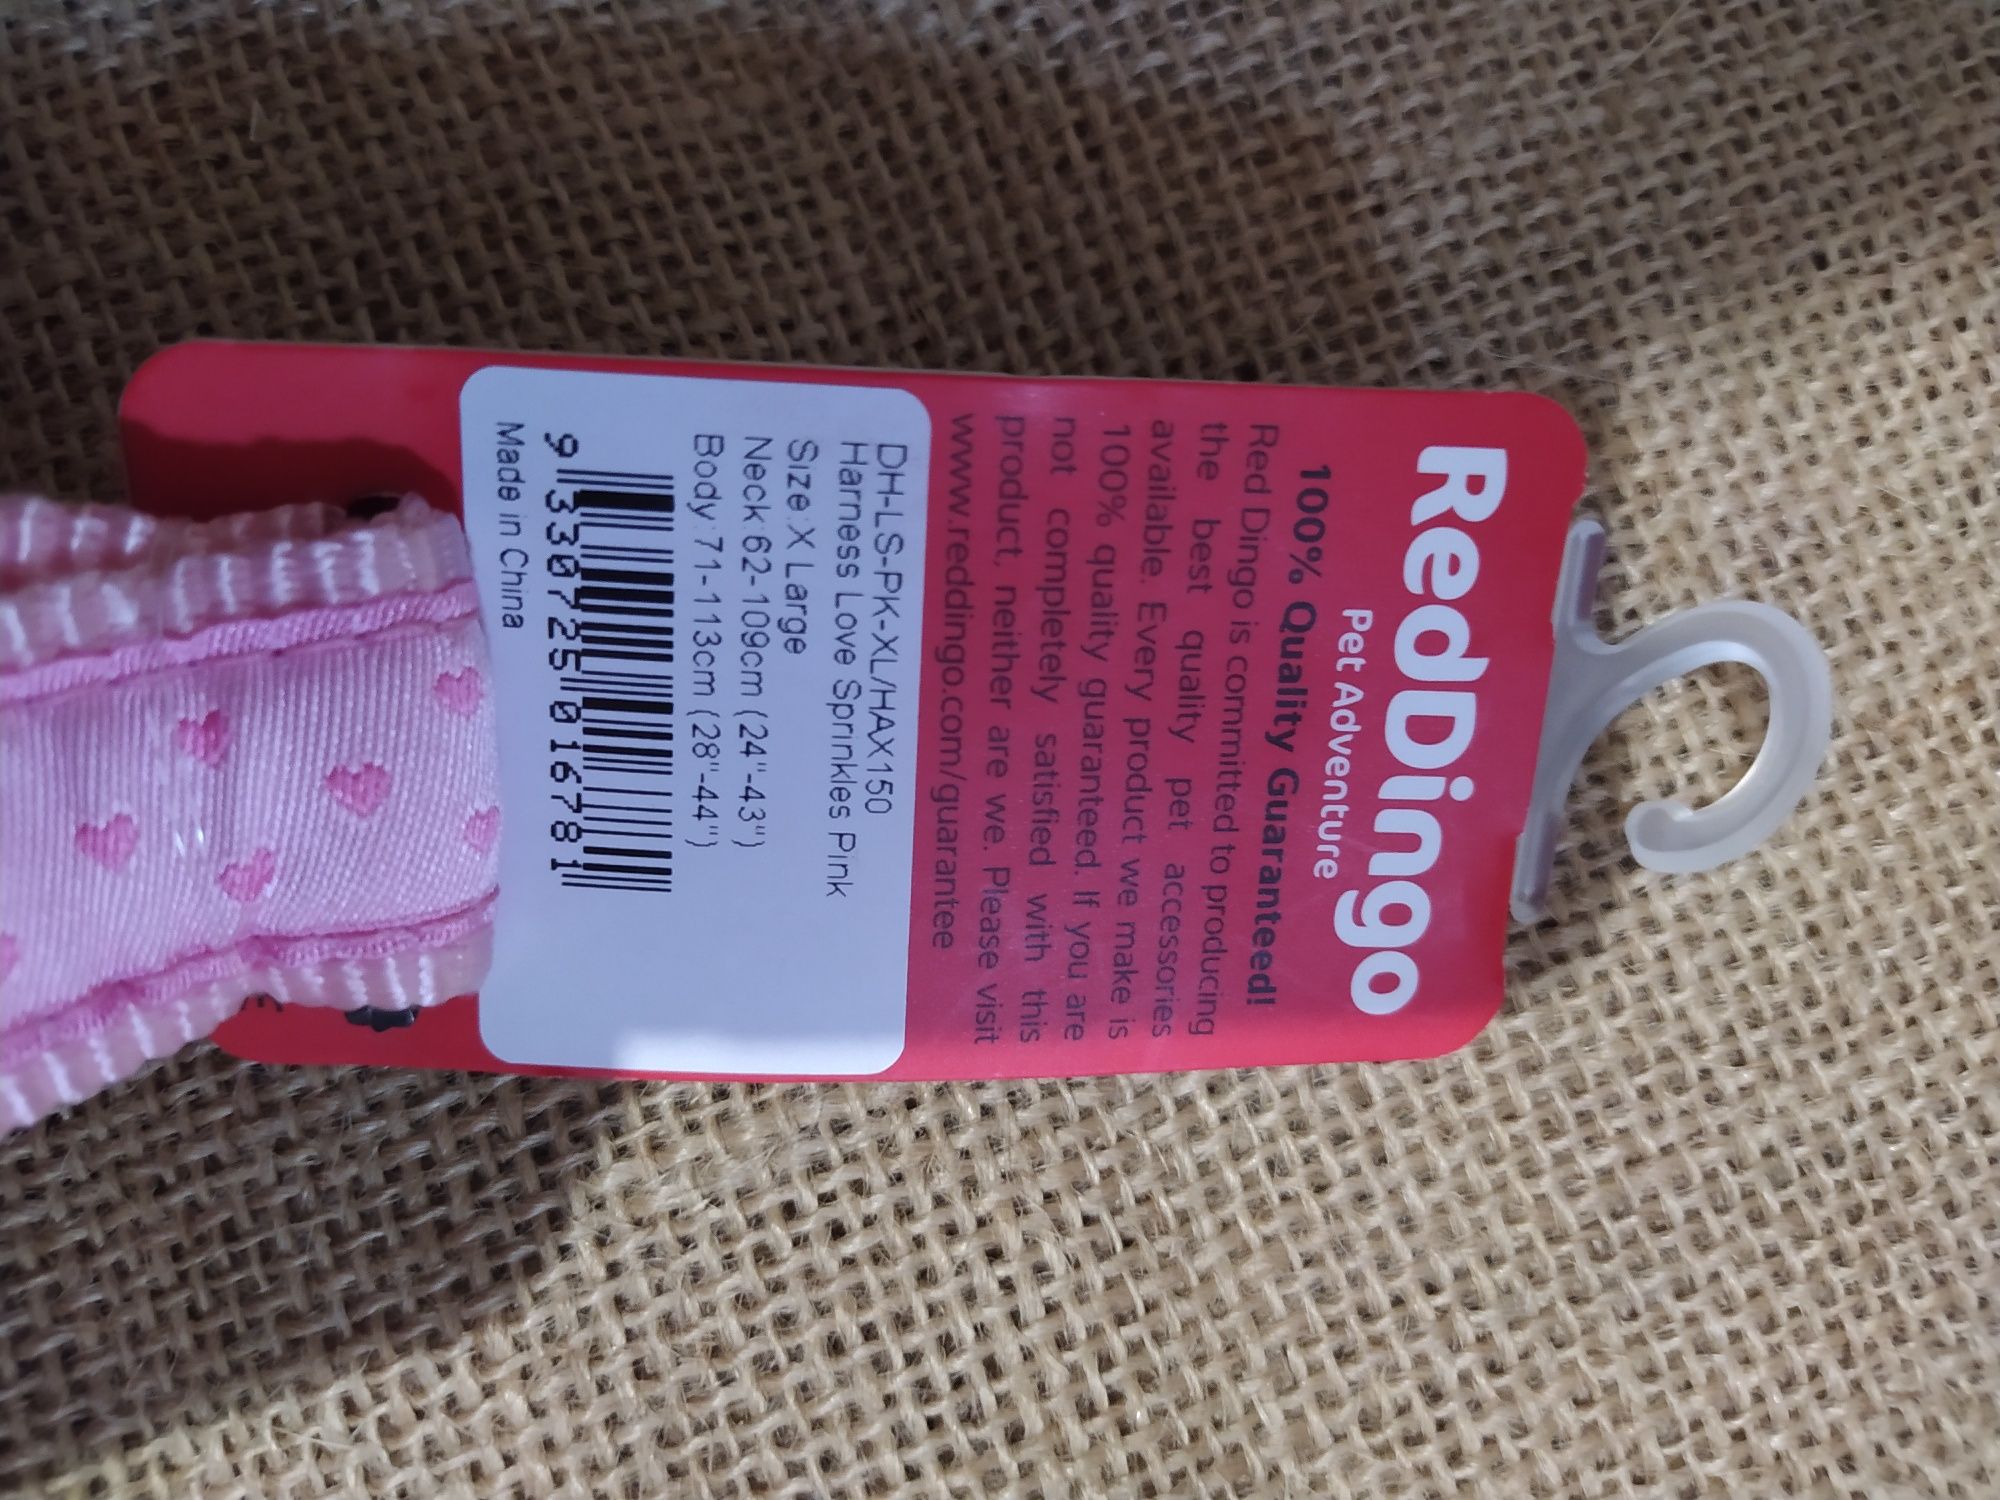 RedDingo
Pet Adventure
100% Quality Guaranteed!
Red Dingo is committed to producing
the best quality pet accessories
available. Every product we make is
100% quality guaranteed. If you are
not completely satisfied with this
product, neither are we. Please visit
www.reddingo.com/guarantee
DH-LS-PK-XL/HAX150
Harness Love Sprinkles Pink
Size:X Large
Neck:62-109cm (24"-43")
Body:71-113cm (28"-44")
9 330725 016781
Made in China